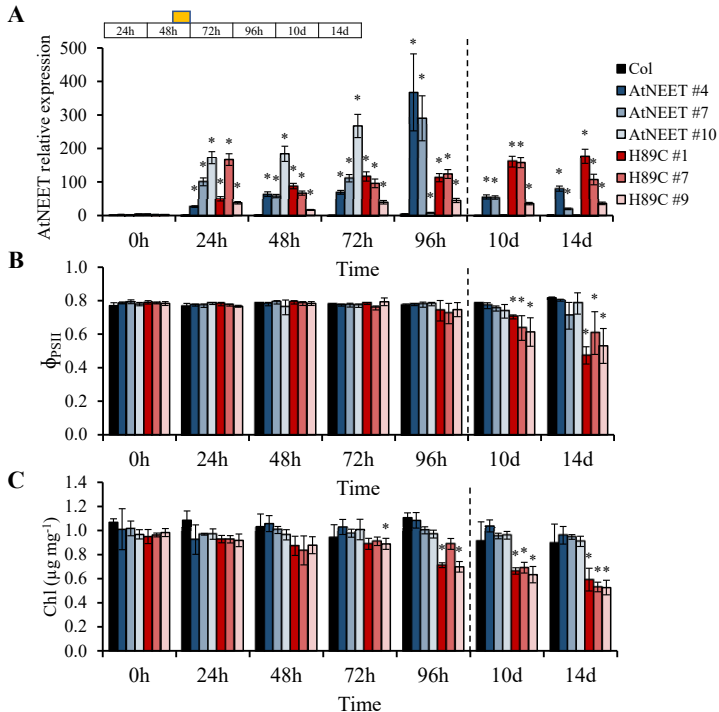 A
24h 48h 72h 96h 10d 14d
AtNEET relative expression
500
400
300
200
100
0
* * * * * * * * * * * * * * * * * * * * * * * * * * * * * * * * * *
0h 24h 48h 72h 96h 10d 14d
Time
Col
AtNEET #4
AtNEET #7
AtNEET #10
H89C #1
H89C #7
H89C #9
B
ϕPSII
1.0
0.8
0.6
0.4
0.2
0.0
** * * * *
0h 24h 48h 72h 96h 10d 14d
Time
C
Chl (µg mg⁻¹)
1.4
1.2
1.0
0.8
0.6
0.4
0.2
0.0
* * * * * * * **
0h 24h 48h 72h 96h 10d 14d
Time